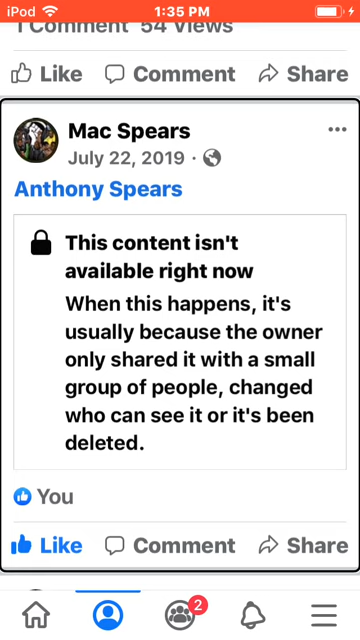 iPod 1:35 PM
1 Comment 54 Views
Like Comment Share
Mac Spears
July 22, 2019 ·
Anthony Spears
This content isn't
available right now
When this happens, it's
usually because the owner
only shared it with a small
group of people, changed
who can see it or it's been
deleted.
You
Like Comment Share
2